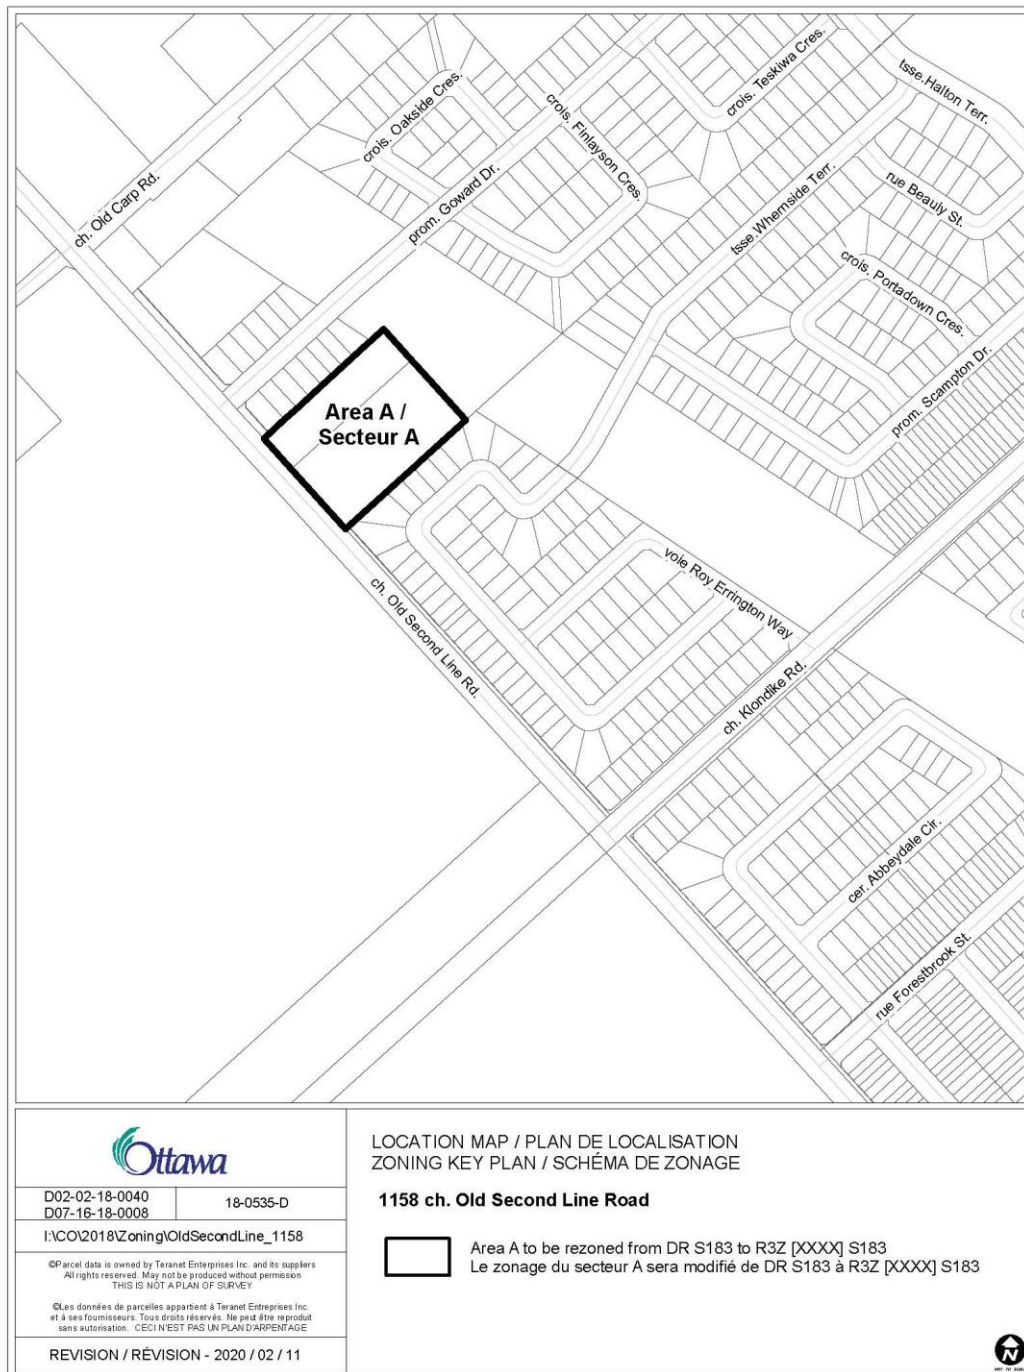 crois. Teskiwa Cres.
tsse. Halton Terr.
crois. Oakside Cres.
crois. Finlayson Cres.
rue Beauly St.
ch. Old Carp Rd.
prom. Goward Dr.
tsse. Whernside Terr.
crois. Portadown Cres.
prom. Scampton Dr.
Area A /
Secteur A
voie Roy Errington Way
ch. Old Second Line Rd.
ch. Klondike Rd.
cer. Abbeydale Cir.
rue Forestbrook St.
Ottawa
D02-02-18-0040
D07-16-18-0008
18-0535-D
I:\CO\2018\Zoning\OldSecondLine_1158
©Parcel data is owned by Teranet Enterprises Inc. and its suppliers
All rights reserved. May not be produced without permission
THIS IS NOT A PLAN OF SURVEY
©Les données de parcelles appartient à Teranet Entreprises Inc.
et à ses fournisseurs. Tous droits réservés. Ne peut être reproduit
sans autorisation. CECI N'EST PAS UN PLAN D'ARPENTAGE
REVISION / RÉVISION - 2020 / 02 / 11
LOCATION MAP / PLAN DE LOCALISATION
ZONING KEY PLAN / SCHÉMA DE ZONAGE
1158 ch. Old Second Line Road
Area A to be rezoned from DR S183 to R3Z [XXXX] S183
Le zonage du secteur A sera modifié de DR S183 à R3Z [XXXX] S183
N